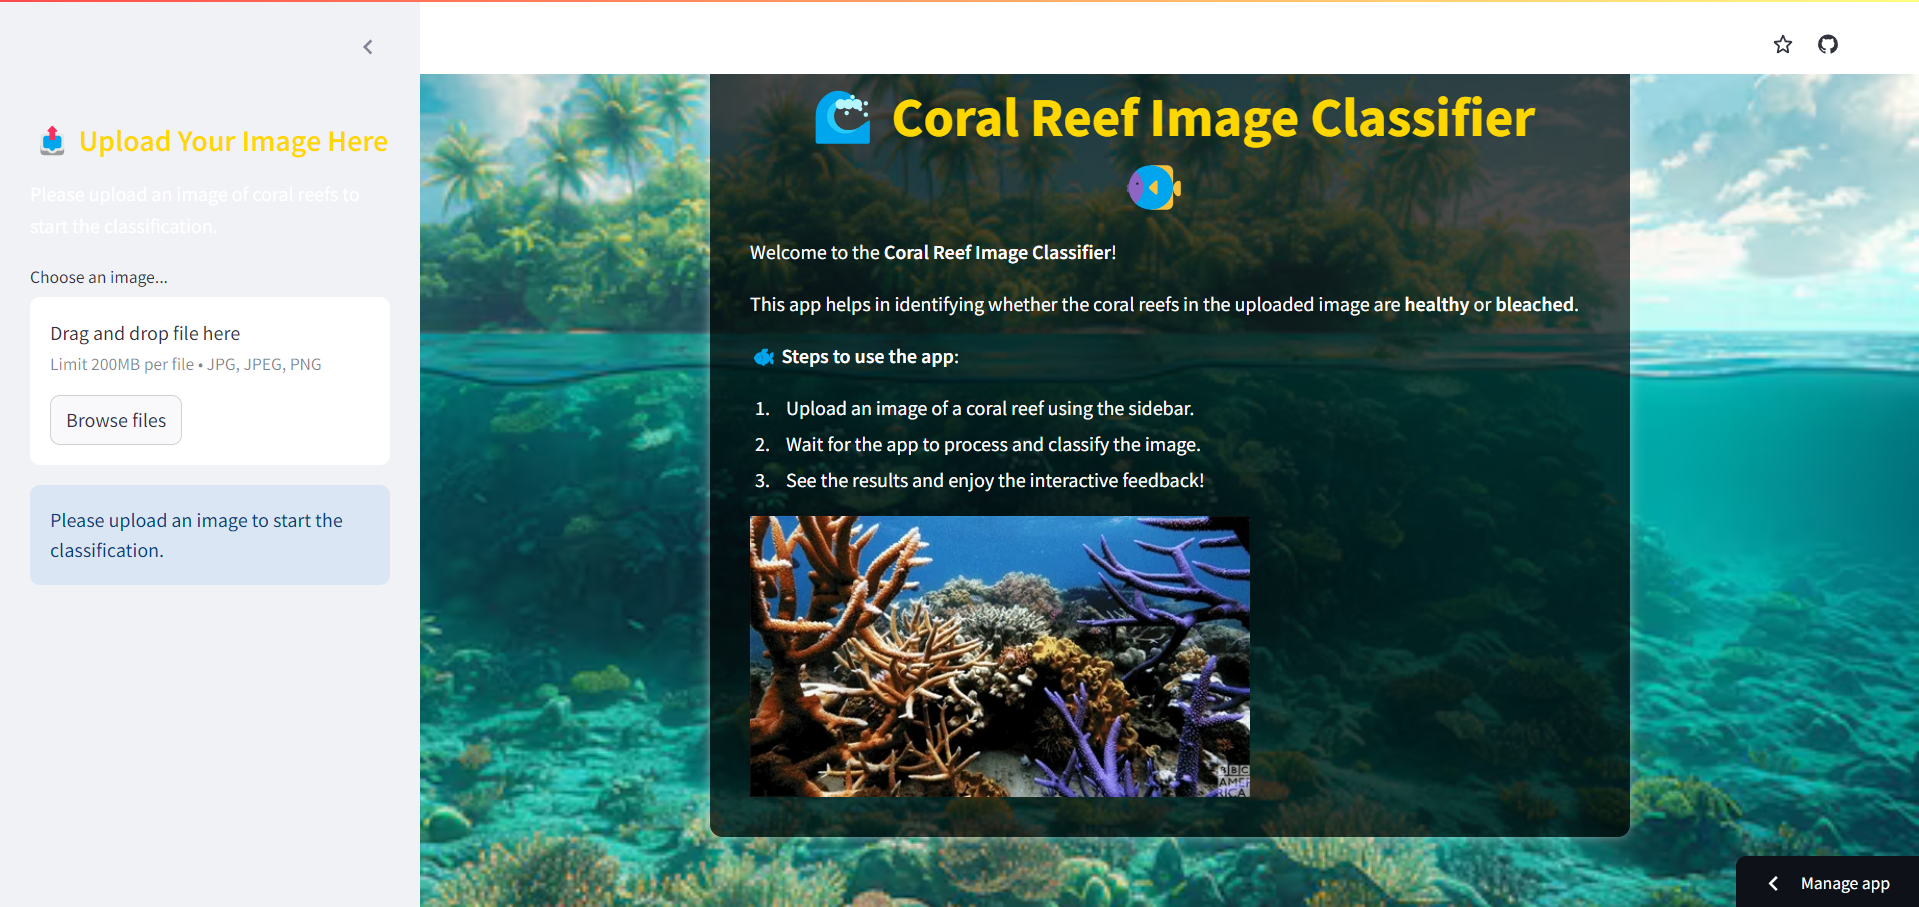 Upload Your Image Here
Please upload an image of coral reefs to
start the classification.
Choose an image...
Drag and drop file here
Limit 200MB per file • JPG, JPEG, PNG
Browse files
Please upload an image to start the
classification.
Coral Reef Image Classifier
Welcome to the Coral Reef Image Classifier!
This app helps in identifying whether the coral reefs in the uploaded image are healthy or bleached.
Steps to use the app:
1. Upload an image of a coral reef using the sidebar.
2. Wait for the app to process and classify the image.
3. See the results and enjoy the interactive feedback!
BBC
AMER
ICA
Manage app